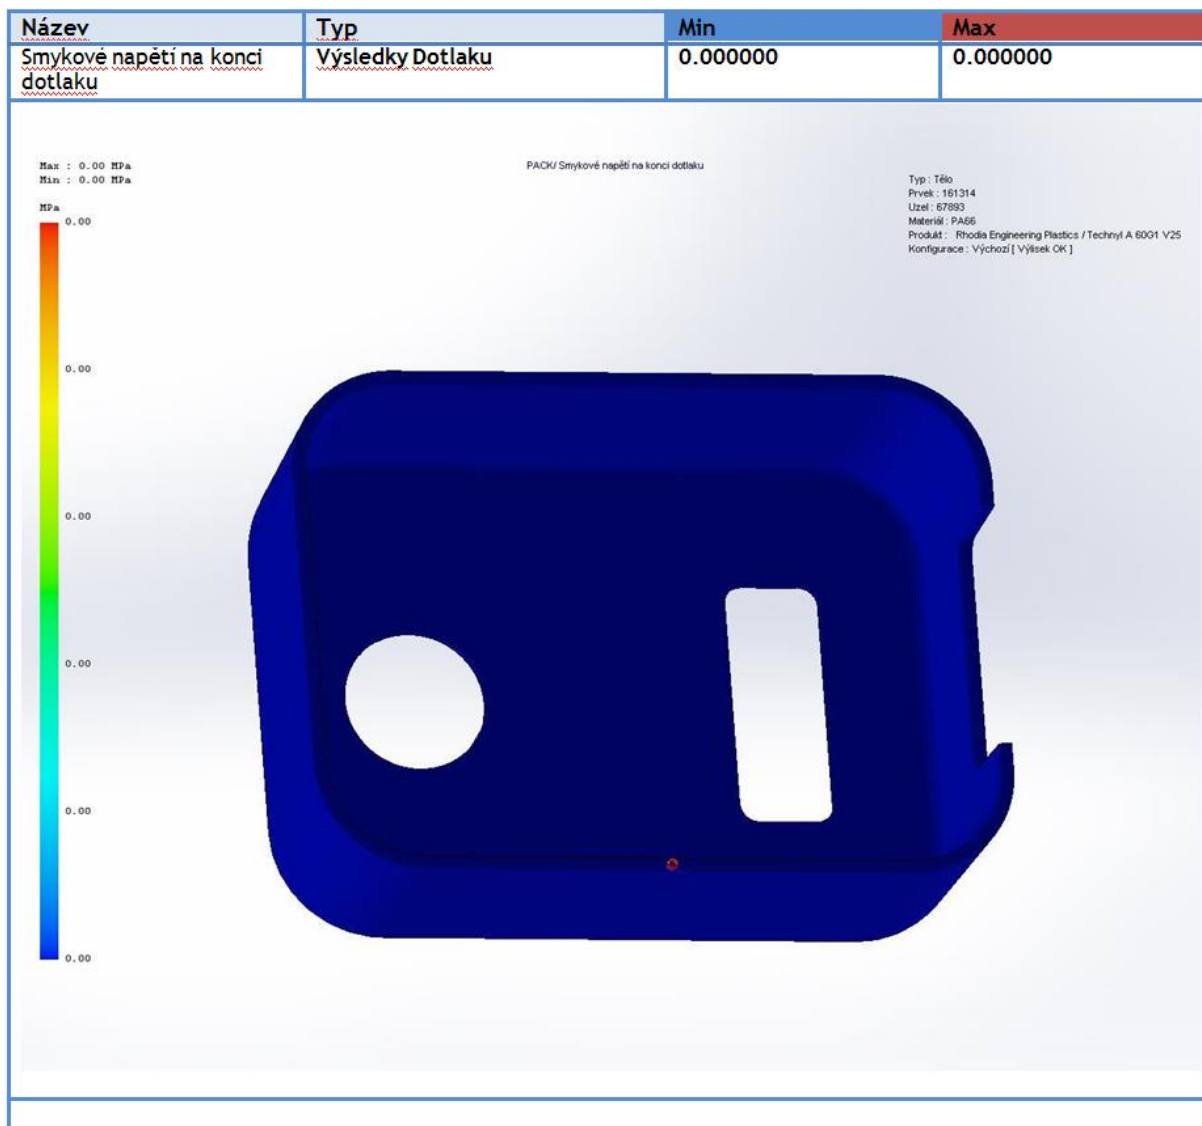 Název Typ Min Max
Smykové napětí na konci Výsledky Dotlaku 0.000000 0.000000
dotlaku
Max : 0.00 MPa
Min : 0.00 MPa
PACK/ Smykové napětí na konci dotlaku
Typ : Tělo
Prvek : 161314
Uzel : 67893
Materiál : PA66
Produkt : Rhodia Engineering Plastics / Technyl A 60G1 V25
Konfigurace : Výchozí [ Výlisek OK ]
MPa
0.00
0.00
0.00
0.00
0.00
0.00